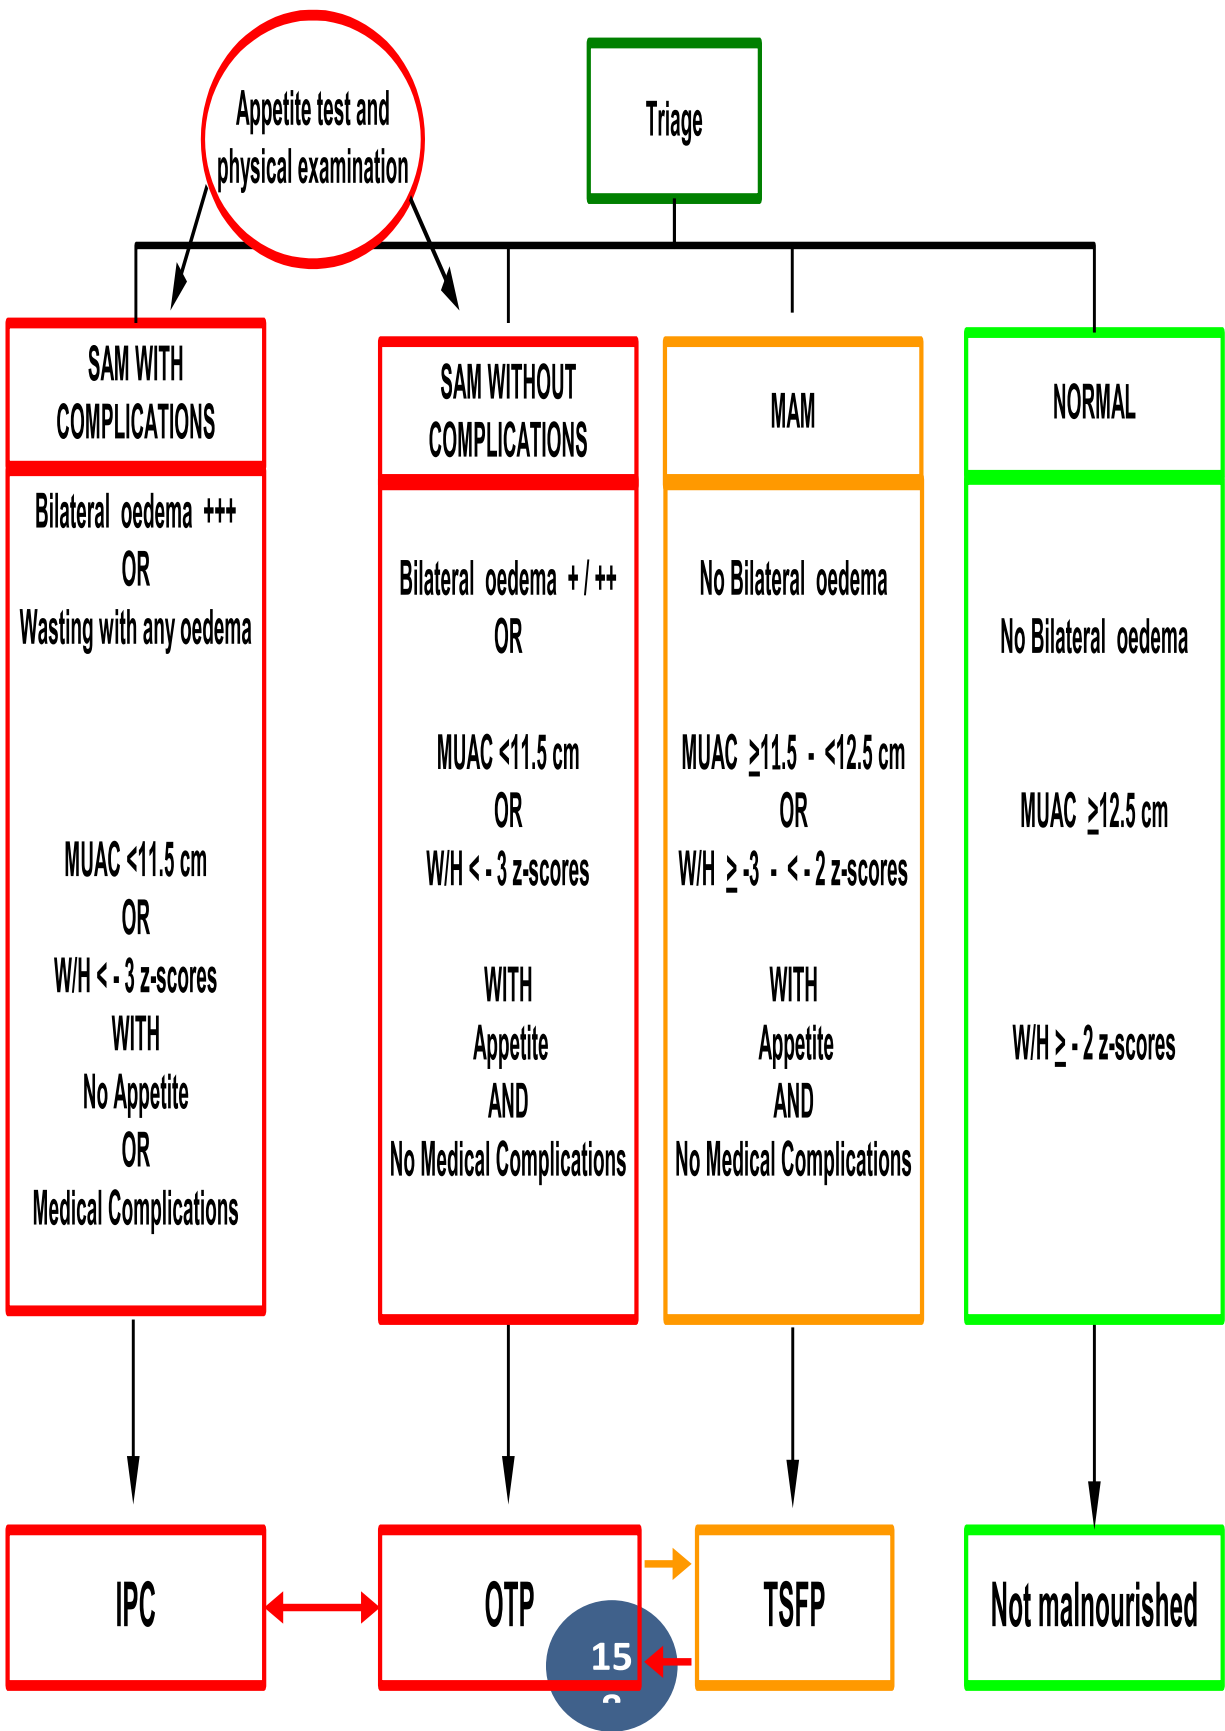 Appetite test and
physical examination
Triage
SAM WITH
COMPLICATIONS
Bilateral oedema +++
OR
Wasting with any oedema
MUAC <11.5 cm
OR
W/H < - 3 z-scores
WITH
No Appetite
OR
Medical Complications
SAM WITHOUT
COMPLICATIONS
Bilateral oedema + / ++
OR
MUAC <11.5 cm
OR
W/H < - 3 z-scores
WITH
Appetite
AND
No Medical Complications
MAM
No Bilateral oedema
MUAC ≥11.5 - <12.5 cm
OR
W/H ≥ -3 - < - 2 z-scores
WITH
Appetite
AND
No Medical Complications
NORMAL
No Bilateral oedema
MUAC ≥12.5 cm
W/H ≥ - 2 z-scores
IPC
OTP
TSFP
Not malnourished
15